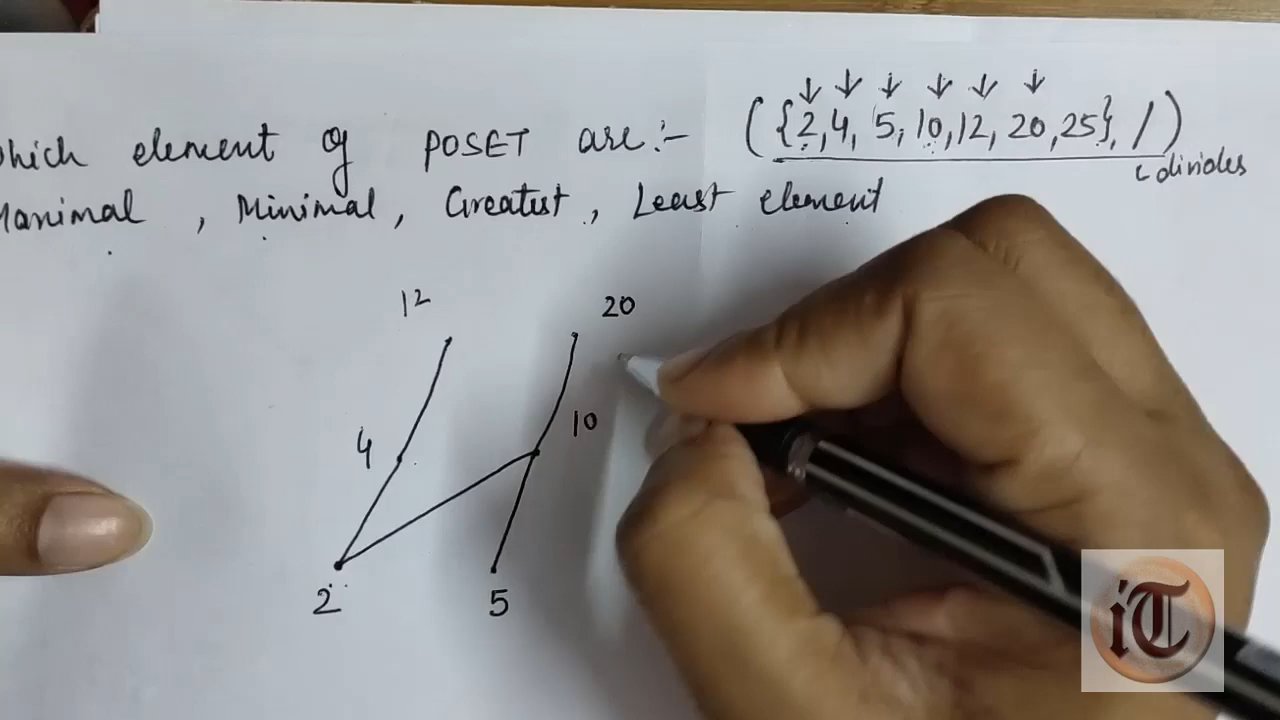 hich element of POSET are:- ({2,4, 5, 10,12, 20,25}, /)
divides
aximal , Minimal, Greatest, Least element
12 20
4 10
2 5
iT